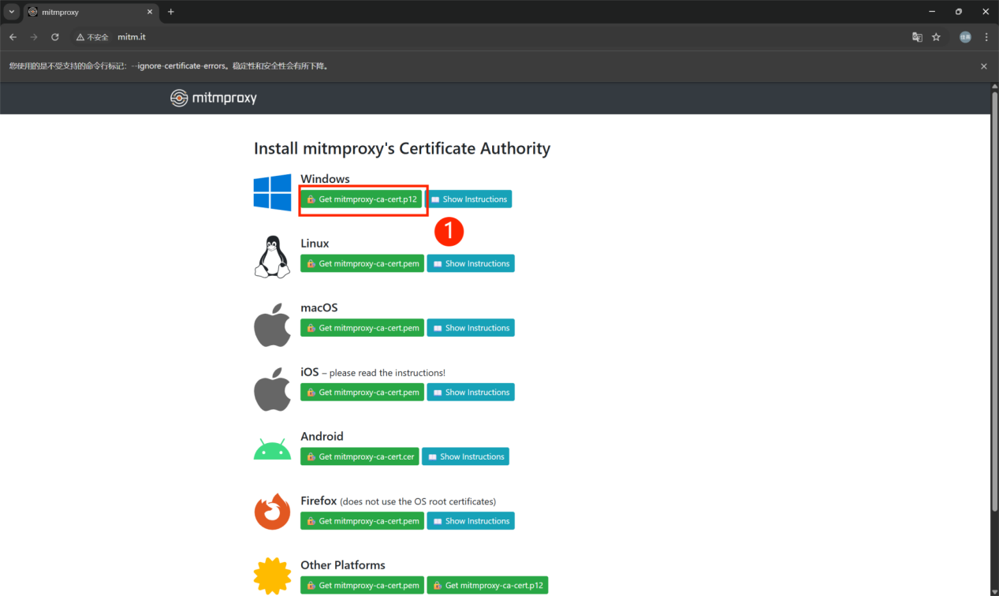 mitmproxy
不安全 mitm.it
您使用的是不受支持的命令行标记：--ignore-certificate-errors。稳定性和安全性会有所下降。
mitmproxy
Install mitmproxy's Certificate Authority
Windows
Get mitmproxy-ca-cert.p12 Show Instructions
1
Linux
Get mitmproxy-ca-cert.pem Show Instructions
macOS
Get mitmproxy-ca-cert.pem Show Instructions
iOS – please read the instructions!
Get mitmproxy-ca-cert.pem Show Instructions
Android
Get mitmproxy-ca-cert.cer Show Instructions
Firefox (does not use the OS root certificates)
Get mitmproxy-ca-cert.pem Show Instructions
Other Platforms
Get mitmproxy-ca-cert.pem Get mitmproxy-ca-cert.p12